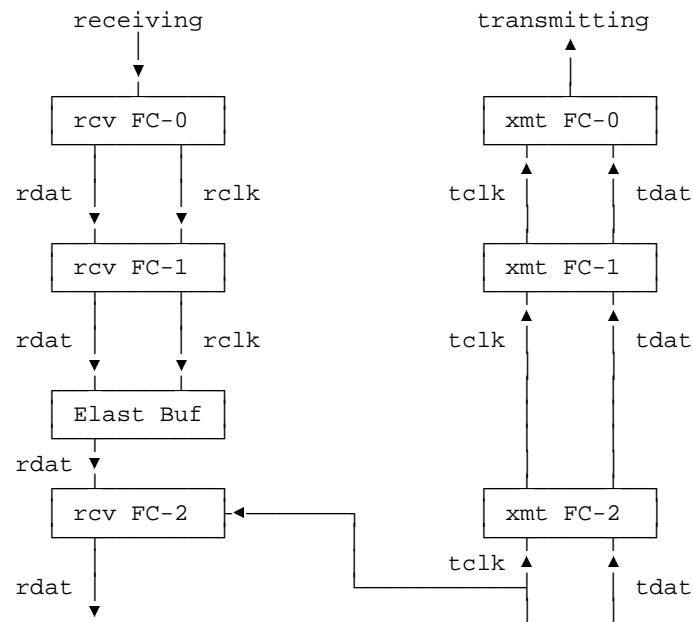 receiving transmitting
rcv FC-0 xmt FC-0
rdat rclk tclk tdat
rcv FC-1 xmt FC-1
rdat rclk tclk tdat
Elast Buf
rdat
rcv FC-2 xmt FC-2
tclk
rdat tdat